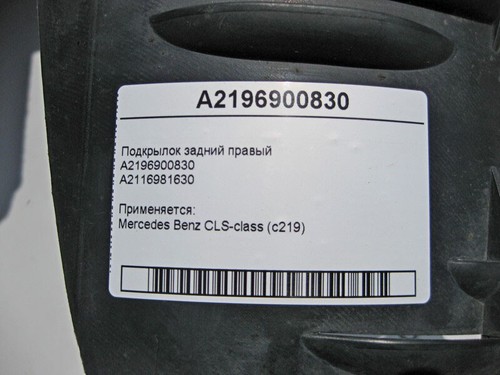 A2196900830
Подкрылок задний правый
A2196900830
A2116981630
Применяется:
Mercedes Benz CLS-class (c219)